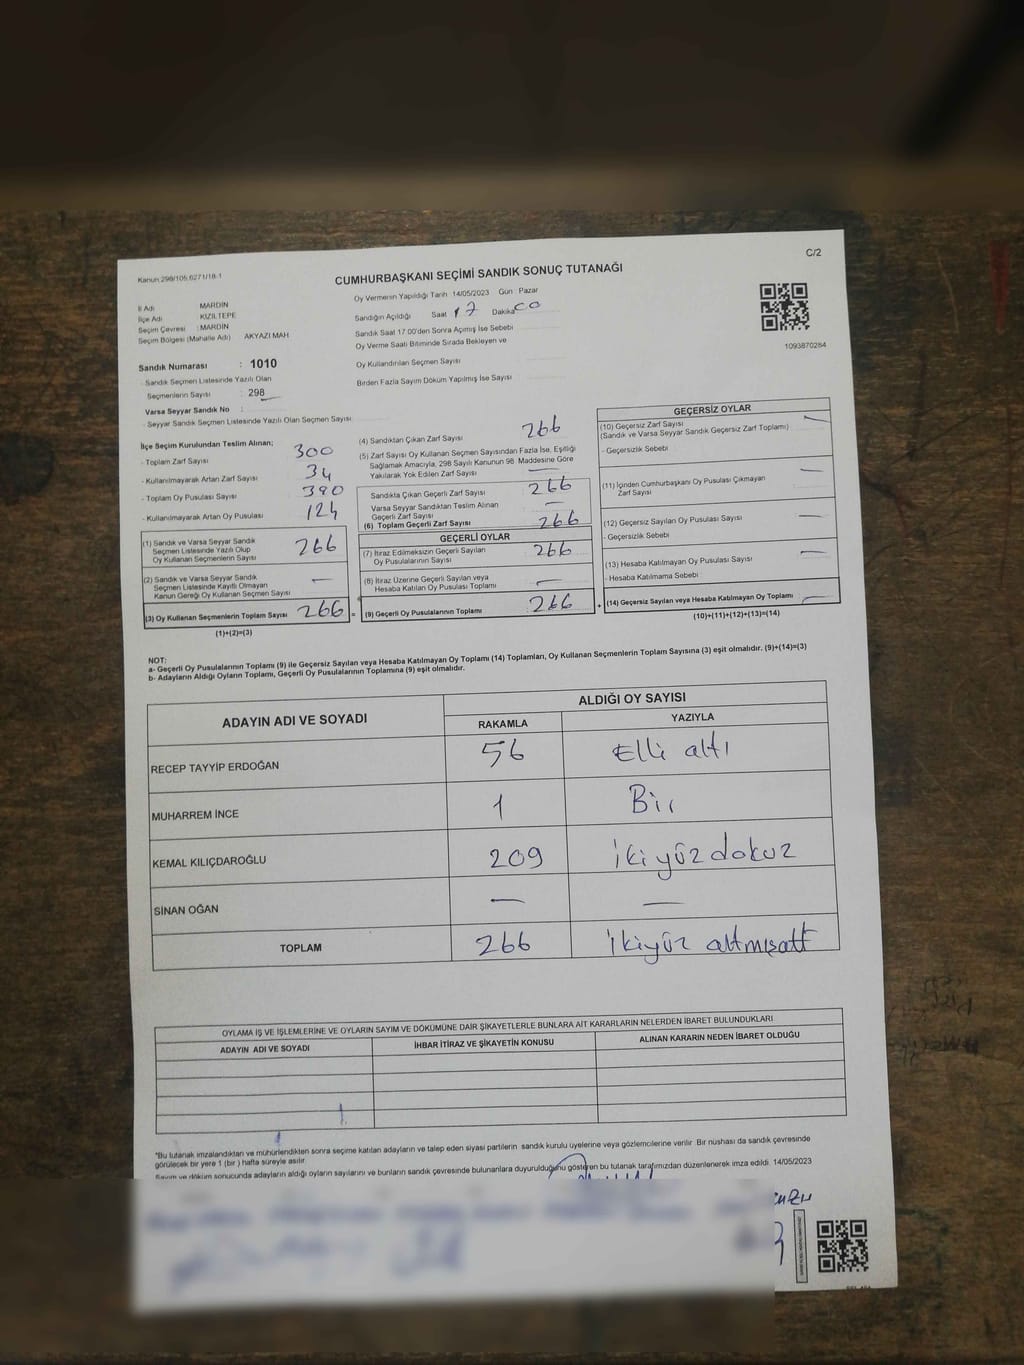 Kanun 298/105,6271/18-1
C/2
CUMHURBAŞKANI SEÇİMİ SANDIK SONUÇ TUTANAĞI
İl Adı MARDİN
İlçe Adı KIZILTEPE
Seçim Çevresi : MARDİN
Seçim Bölgesi (Mahalle Adı) AKYAZI MAH
Sandık Numarası : 1010
- Sandık Seçmen Listesinde Yazılı Olan
Seçmenlerin Sayısı : 298
Varsa Seyyar Sandık No :
- Seyyar Sandık Seçmen Listesinde Yazılı Olan Seçmen Sayısı
Oy Vermenin Yapıldığı Tarih 14/05/2023 Gün : Pazar
Sandığın Açıldığı Saat 17 Dakika 00
Sandık Saat 17.00'den Sonra Açımış İse Sebebi
Oy Verme Saati Bitiminde Sırada Bekleyen ve
Oy Kullandırılan Seçmen Sayısı
Birden Fazla Sayım Döküm Yapılmış İse Sayısı
1093870284
İlçe Seçim Kurulundan Teslim Alınan;
- Toplam Zarf Sayısı 300
- Kullanılmayarak Artan Zarf Sayısı 34
- Toplam Oy Pusulası Sayısı 390
- Kullanılmayarak Artan Oy Pusulası 124
(1) Sandık ve Varsa Seyyar Sandık
Seçmen Listesinde Yazılı Olup
Oy Kullanan Seçmenlerin Sayısı 266
(2) Sandık ve Varsa Seyyar Sandık
Seçmen Listesinde Kayıtlı Olmayan
Kanun Gereği Oy Kullanan Seçmen Sayısı —
(3) Oy Kullanan Seçmenlerin Toplam Sayısı 266 =
(1)+(2)=(3)
(4) Sandıktan Çıkan Zarf Sayısı 266
(5) Zarf Sayısı Oy Kullanan Seçmen Sayısından Fazla İse, Eşitliği
Sağlamak Amacıyla, 298 Sayılı Kanunun 98. Maddesine Göre
Yakılarak Yok Edilen Zarf Sayısı —
Sandıkta Çıkan Geçerli Zarf Sayısı 266
Varsa Seyyar Sandıktan Teslim Alınan
Geçerli Zarf Sayısı —
(6) Toplam Geçerli Zarf Sayısı 266
GEÇERLİ OYLAR
(7) İtiraz Edilmeksizin Geçerli Sayılan
Oy Pusulalarının Sayısı 266
(8) İtiraz Üzerine Geçerli Sayılan veya
Hesaba Katılan Oy Pusulası Toplamı —
(9) Geçerli Oy Pusulalarının Toplamı 266 +
GEÇERSİZ OYLAR
(10) Geçersiz Zarf Sayısı —
(Sandık ve Varsa Seyyar Sandık Geçersiz Zarf Toplamı)
- Geçersizlik Sebebi
(11) İçinden Cumhurbaşkanı Oy Pusulası Çıkmayan
Zarf Sayısı —
(12) Geçersiz Sayılan Oy Pusulası Sayısı —
- Geçersizlik Sebebi
(13) Hesaba Katılmayan Oy Pusulası Sayısı —
- Hesaba Katılmama Sebebi
(14) Geçersiz Sayılan veya Hesaba Katılmayan Oy Toplamı —
(10)+(11)+(12)+(13)=(14)
NOT:
a- Geçerli Oy Pusulalarının Toplamı (9) ile Geçersiz Sayılan veya Hesaba Katılmayan Oy Toplamı (14) Toplamları, Oy Kullanan Seçmenlerin Toplam Sayısına (3) eşit olmalıdır. (9)+(14)=(3)
b- Adayların Aldığı Oyların Toplamı, Geçerli Oy Pusulalarının Toplamına (9) eşit olmalıdır.
ADAYIN ADI VE SOYADI ALDIĞI OY SAYISI
RAKAMLA YAZIYLA
RECEP TAYYİP ERDOĞAN 56 Elli altı
MUHARREM İNCE 1 Bir
KEMAL KILIÇDAROĞLU 209 ikiyüzdokuz
SİNAN OĞAN — —
TOPLAM 266 ikiyüz altmışaltı
OYLAMA İŞ VE İŞLEMLERİNE VE OYLARIN SAYIM VE DÖKÜMÜNE DAİR ŞİKAYETLERLE BUNLARA AİT KARARLARIN NELERDEN İBARET BULUNDUKLARI
ADAYIN ADI VE SOYADI İHBAR İTİRAZ VE ŞİKAYETİN KONUSU ALINAN KARARIN NEDEN İBARET OLDUĞU
*Bu tutanak imzalandıktan ve mühürlendikten sonra seçime katılan adayların ve talep eden siyasi partilerin sandık kurulu üyelerine veya gözlemcilerine verilir. Bir nüshası da sandık çevresinde
görülecek bir yere 1 (bir) hafta süreyle asılır.
Sayım ve döküm sonucunda adayların aldığı oyların sayılarını ve bunların sandık çevresinde bulunanlara duyurulduğunu gösteren bu tutanak tarafımızdan düzenlenerek imza edildi. 14/05/2023